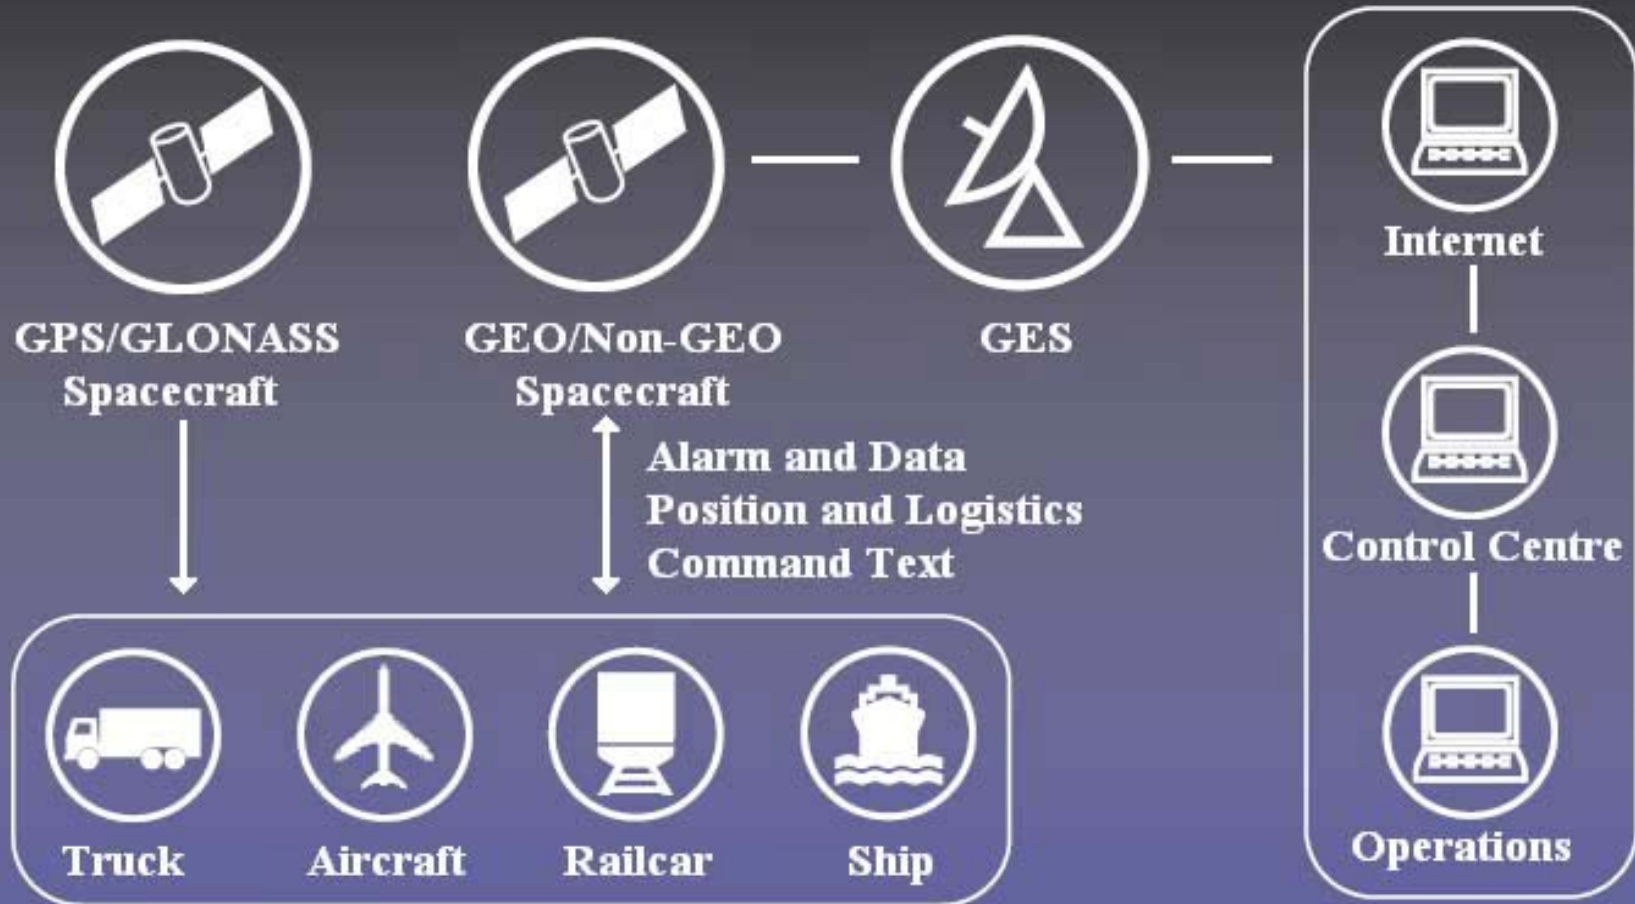 GPS/GLONASS
Spacecraft
GEO/Non-GEO
Spacecraft
GES
Alarm and Data
Position and Logistics
Command Text
Truck
Aircraft
Railcar
Ship
Internet
Control Centre
Operations